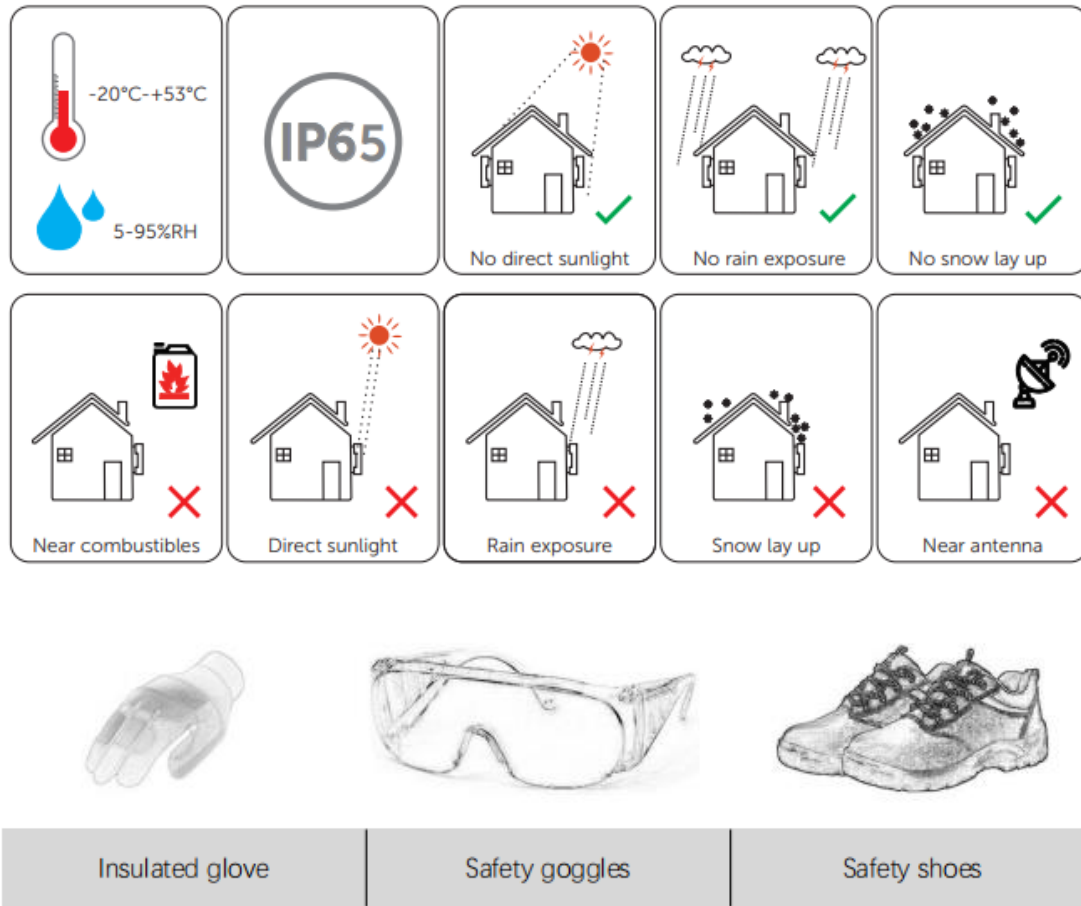 -20°C-+53°C
5-95%RH
IP65
No direct sunlight
No rain exposure
No snow lay up
Near combustibles
Direct sunlight
Rain exposure
Snow lay up
Near antenna
Insulated glove
Safety goggles
Safety shoes